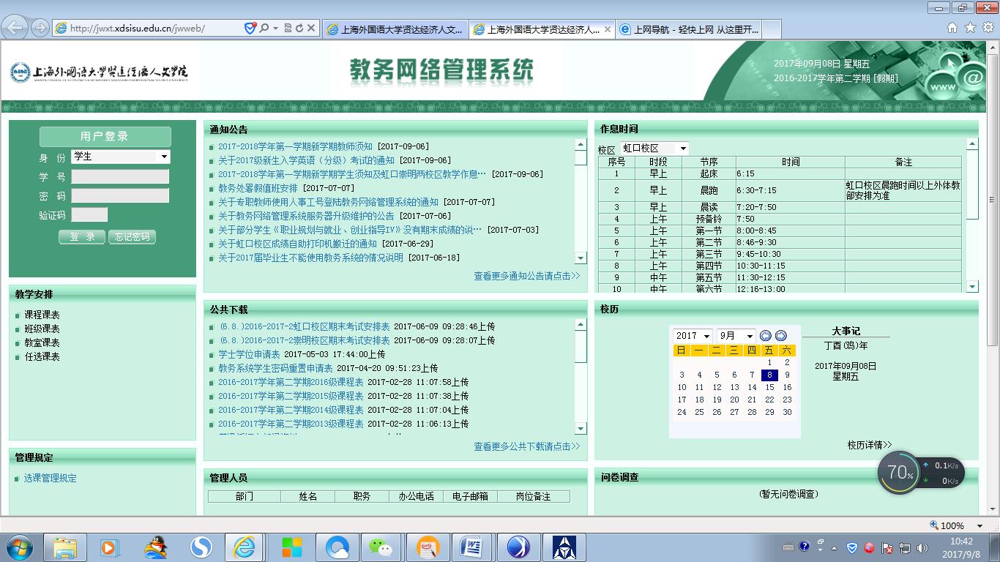 http://jwxt.xdsisu.edu.cn/jwweb/
上海外国语大学贤达经济人文...
上海外国语大学贤达经济人...
上网导航 - 轻快上网 从这里开...
上海外国语大学贤达经济人文学院
教务网络管理系统
2017年09月08日 星期五
2016-2017学年第二学期 [假期]
用户登录
身 份 学生
学 号
密 码
验证码
登 录 忘记密码
教学安排
课程课表
班级课表
教室课表
任选课表
管理规定
选课管理规定
通知公告
2017-2018学年第一学期新学期教师须知 [2017-09-06]
关于2017级新生入学英语（分级）考试的通知 [2017-09-06]
2017-2018学年第一学期新学期学生须知及虹口崇明两校区教学作息… [2017-09-06]
教务处暑假值班安排 [2017-07-07]
关于专职教师使用人事工号登陆教务网络管理系统的通知 [2017-07-07]
关于教务网络管理系统服务器升级维护的公告 [2017-07-06]
关于部分学生《职业规划与就业、创业指导IV》没有期末成绩的说… [2017-07-03]
关于虹口校区成绩自助打印机搬迁的通知 [2017-06-29]
关于2017届毕业生不能使用教务系统的情况说明 [2017-06-18]
查看更多通知公告请点击>>
公共下载
(6.8.)2016-2017-2虹口校区期末考试安排表 2017-06-09 09:28:46上传
(6.8.)2016-2017-2崇明校区期末考试安排表 2017-06-09 09:28:07上传
学士学位申请表 2017-05-03 17:44:00上传
教务系统学生密码重置申请表 2017-04-20 09:51:23上传
2016-2017学年第二学期2016级课程表 2017-02-28 11:07:58上传
2016-2017学年第二学期2015级课程表 2017-02-28 11:07:38上传
2016-2017学年第二学期2014级课程表 2017-02-28 11:07:04上传
2016-2017学年第二学期2013级课程表 2017-02-28 11:06:13上传
查看更多公共下载请点击>>
管理人员
部门 姓名 职务 办公电话 电子邮箱 岗位备注
作息时间
校区 虹口校区
序号 时段 节序 时间 备注
1 早上 起床 6:15
2 早上 晨跑 6:30-7:15 虹口校区晨跑时间以上外体教
部安排为准
3 早上 晨读 7:20-7:50
4 上午 预备铃 7:50
5 上午 第一节 8:00-8:45
6 上午 第二节 8:46-9:30
7 上午 第三节 9:45-10:30
8 上午 第四节 10:30-11:15
9 中午 第五节 11:30-12:15
10 中午 第六节 12:16-13:00
校历
2017 9月
日 一 二 三 四 五 六
1 2
3 4 5 6 7 8 9
10 11 12 13 14 15 16
17 18 19 20 21 22 23
24 25 26 27 28 29 30
大事记
丁酉(鸡)年
2017年09月08日
星期五
校历详情>>
问卷调查
(暂无问卷调查)
70%
0.1K/s
0K/s
100%
10:42
2017/9/8
www
@